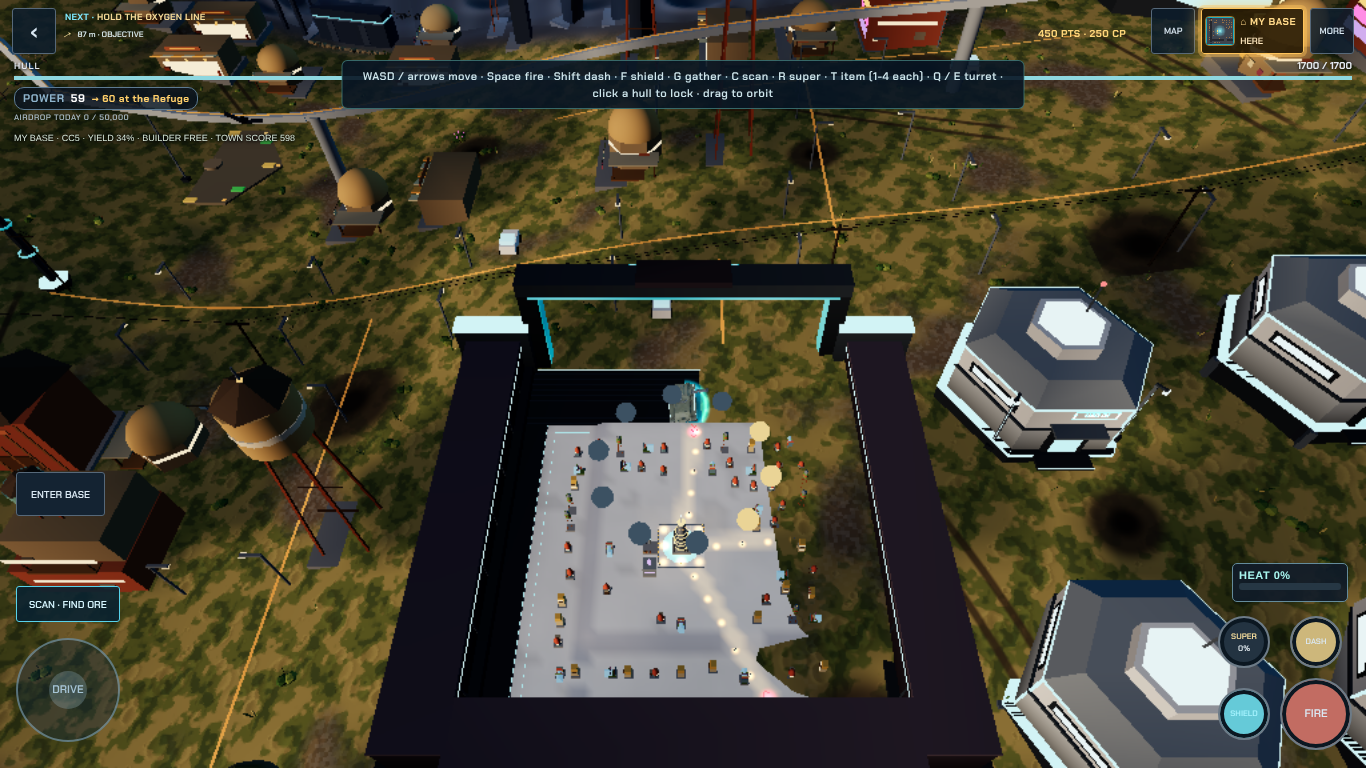 NEXT · HOLD THE OXYGEN LINE
87 m · OBJECTIVE
450 PTS · 250 CP
MAP
⌂ MY BASE
HERE
MORE
HULL
1700 / 1700
WASD / arrows move · Space fire · Shift dash · F shield · G gather · C scan · R super · T item (1-4 each) · Q / E turret ·
click a hull to lock · drag to orbit
POWER 59 → 60 at the Refuge
AIRDROP TODAY 0 / 50,000
MY BASE · CC5 · YIELD 34% · BUILDER FREE · TOWN SCORE 598
ENTER BASE
SCAN · FIND ORE
DRIVE
HEAT 0%
SUPER
0%
DASH
SHIELD
FIRE